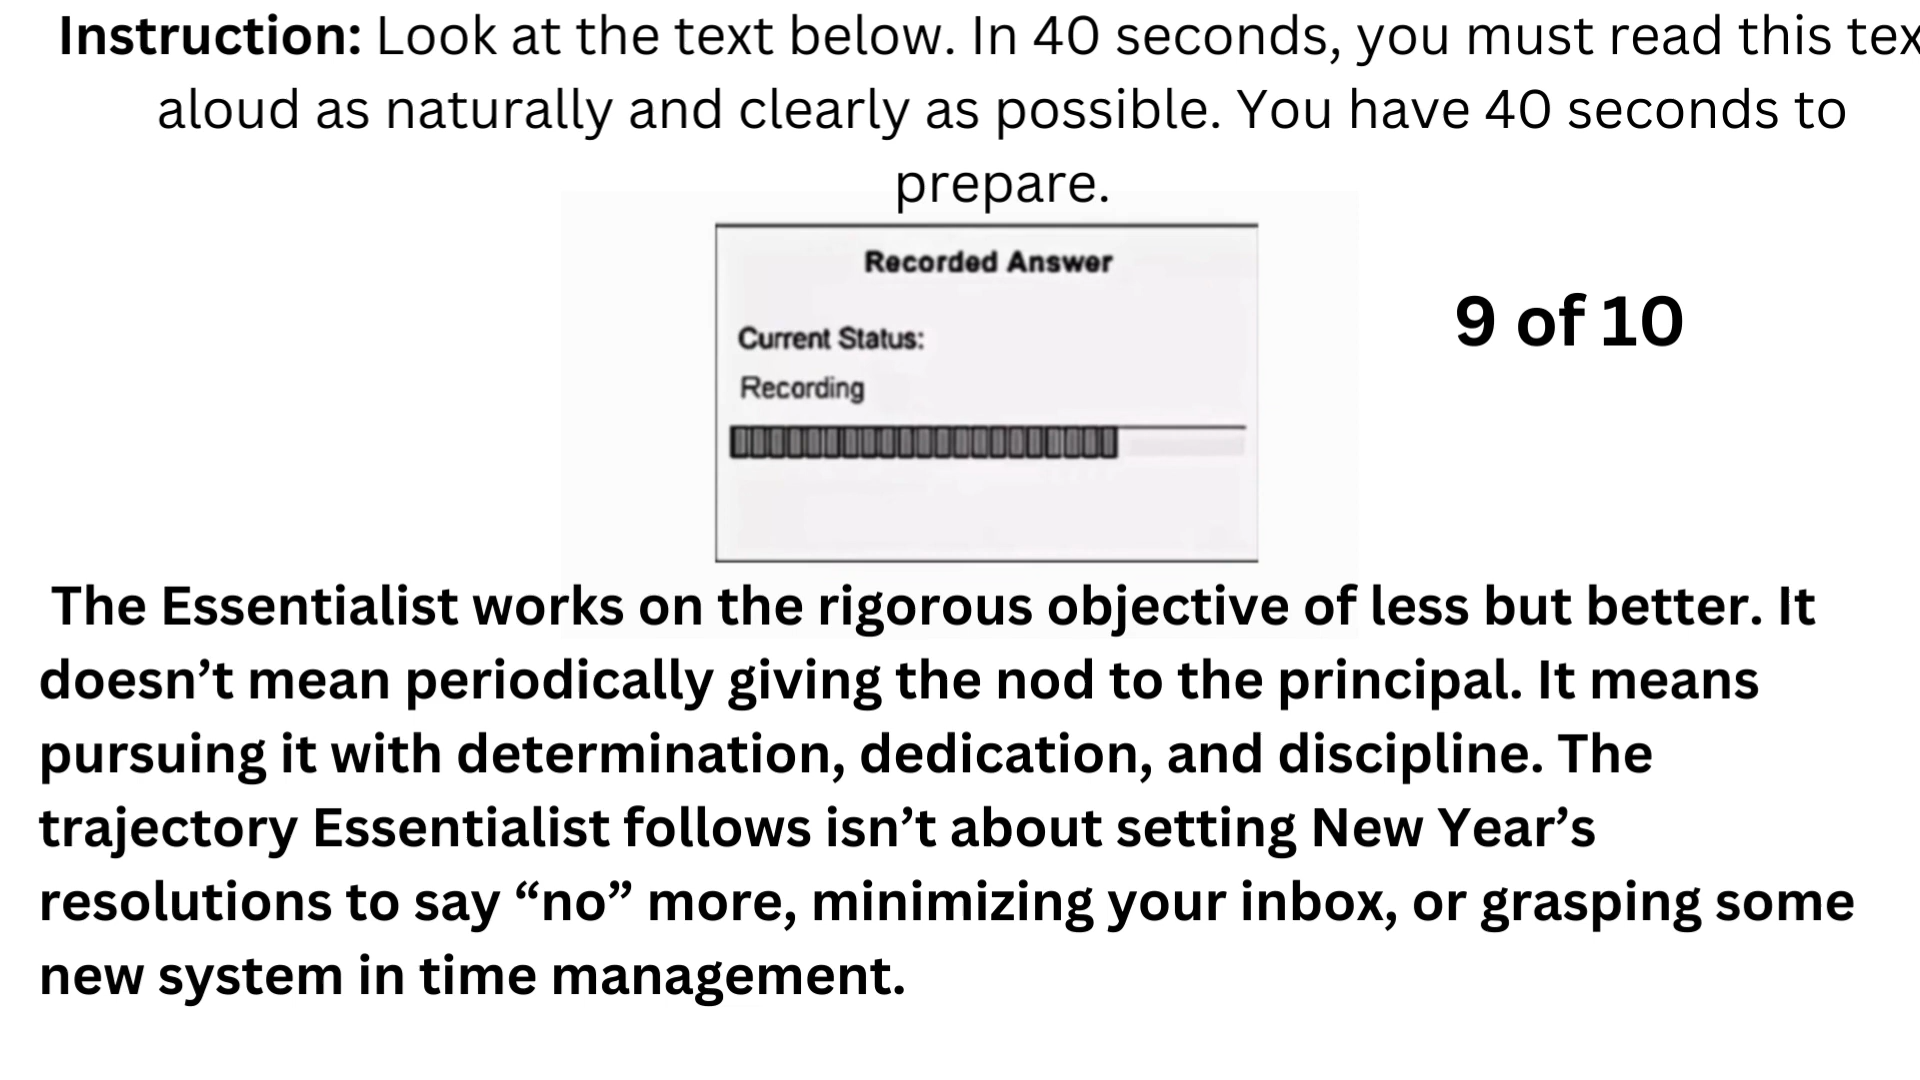 Instruction: Look at the text below. In 40 seconds, you must read this tex
aloud as naturally and clearly as possible. You have 40 seconds to
prepare.
Recorded Answer
Current Status:
9 of 10
Recording
The Essentialist works on the rigorous objective of less but better. It
doesn’t mean periodically giving the nod to the principal. It means
pursuing it with determination, dedication, and discipline. The
trajectory Essentialist follows isn’t about setting New Year’s
resolutions to say “no” more, minimizing your inbox, or grasping some
new system in time management.